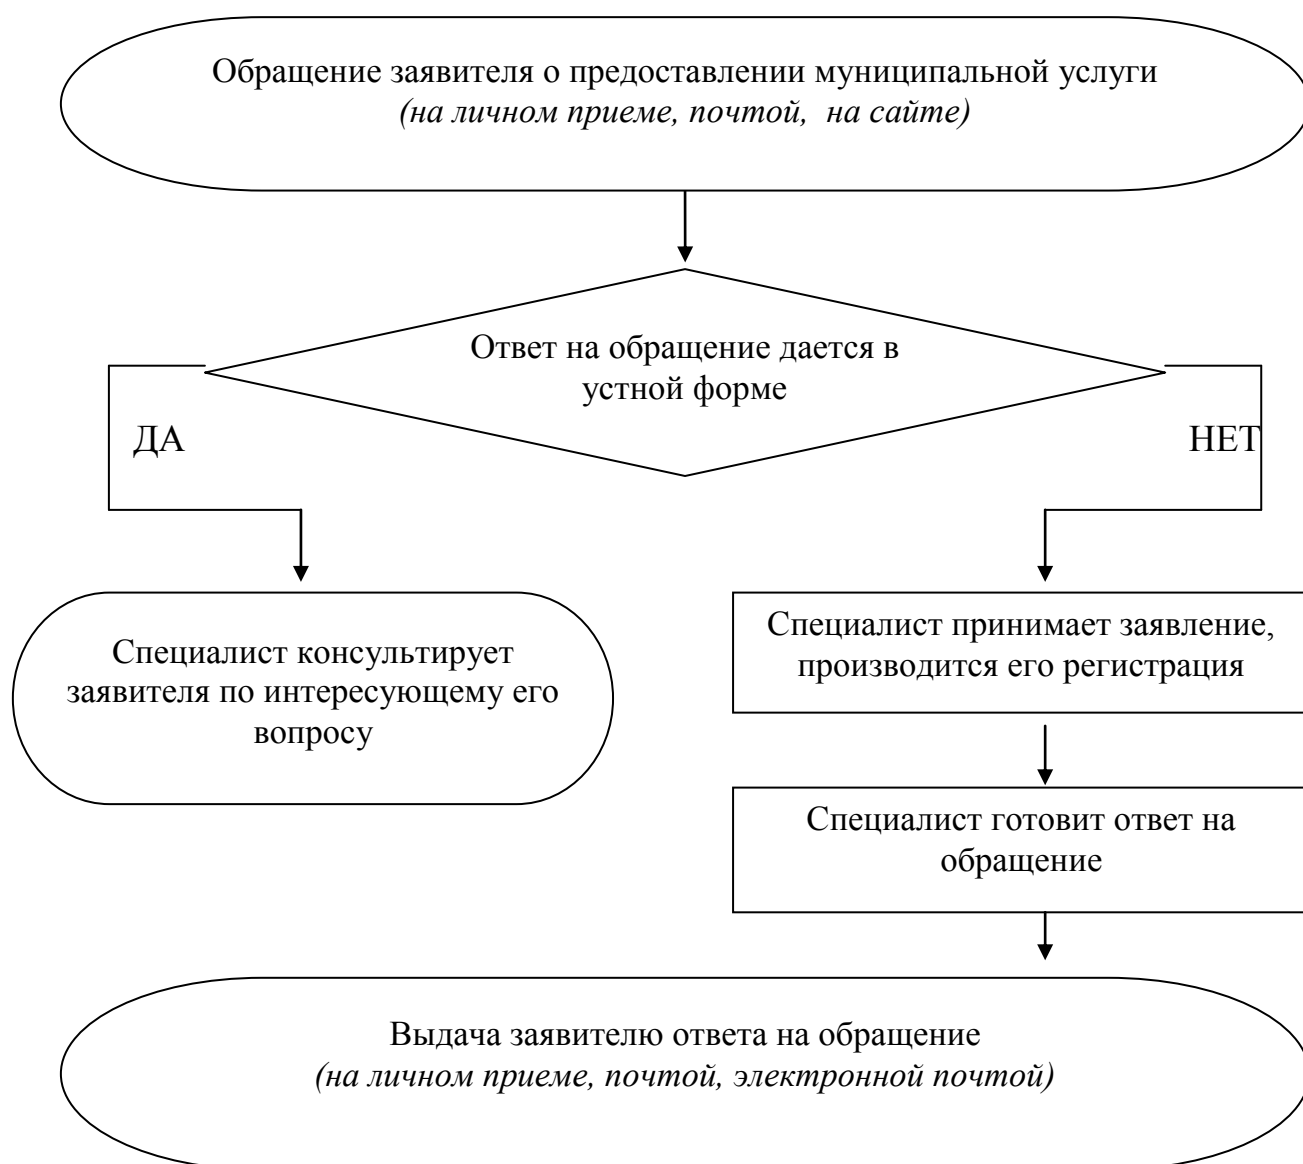 Обращение заявителя о предоставлении муниципальной услуги
(на личном приеме, почтой, на сайте)
Ответ на обращение дается в
устной форме
ДА
НЕТ
Специалист консультирует
заявителя по интересующему его
вопросу
Специалист принимает заявление,
производится его регистрация
Специалист готовит ответ на
обращение
Выдача заявителю ответа на обращение
(на личном приеме, почтой, электронной почтой)